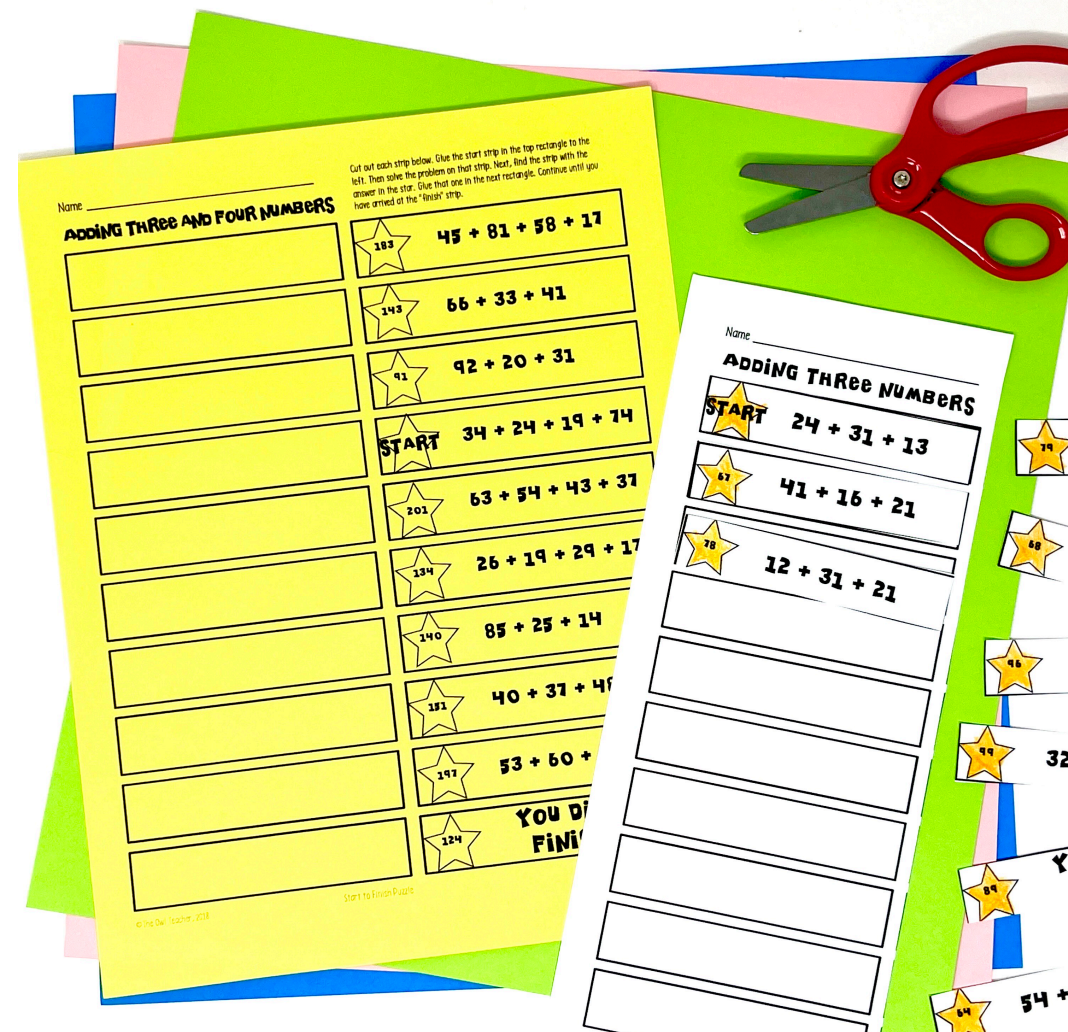 Name
ADDING THREE AND FOUR NUMBERS
Cut out each strip below. Glue the start strip in the top rectangle to the
left. Then solve the problem on that strip. Next, find the strip with the
answer in the star. Glue that one in the next rectangle. Continue until you
have arrived at the "finish" strip.
183 45 + 81 + 58 + 17
143 66 + 33 + 41
91 92 + 20 + 31
START 34 + 24 + 19 + 74
201 63 + 54 + 43 + 37
134 26 + 19 + 29 + 17
140 85 + 25 + 14
151 40 + 37 + 
197 53 + 60 +
124 YOU
Start to Finish Puzzle
© The Owl Teacher, 2018
Name
ADDING THREE NUMBERS
START 24 + 31 + 13
67 41 + 16 + 21
78 12 + 31 + 21
79
68
96
99 32
89
64 54 +